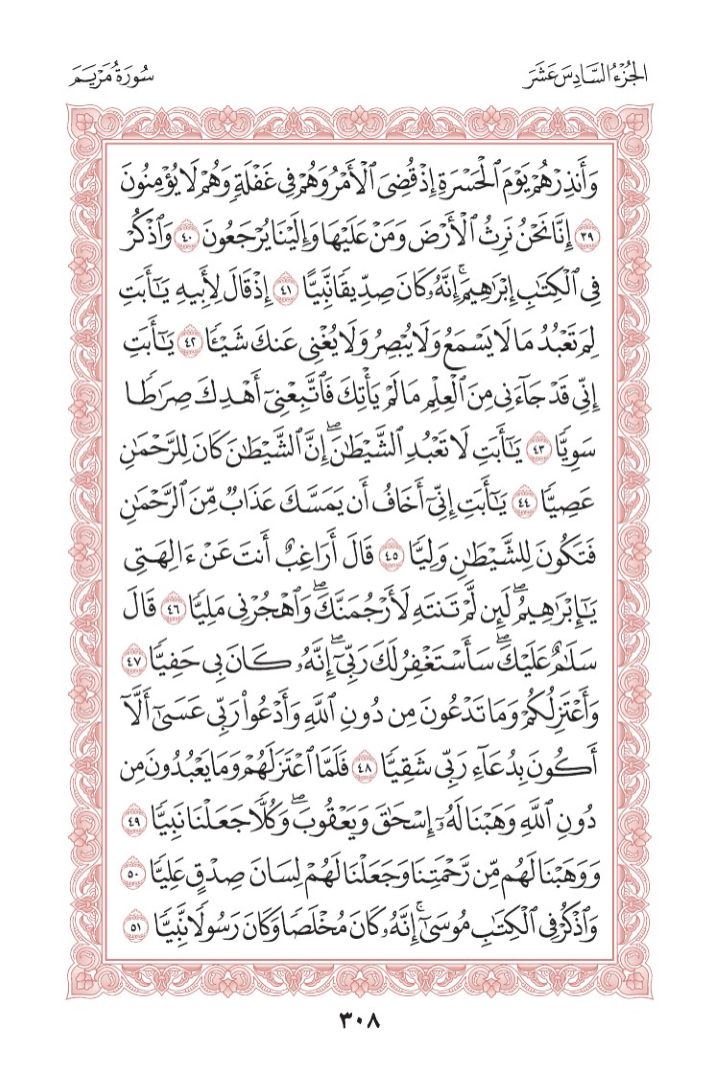 الجُزْءُ السَّادِسَ عَشَرَ
سُورَةُ مَرْيَمَ
وَأَنذِرْهُمْ يَوْمَ ٱلْحَسْرَةِ إِذْ قُضِىَ ٱلْأَمْرُ وَهُمْ فِى غَفْلَةٍ وَهُمْ لَا يُؤْمِنُونَ
٣٩ إِنَّا نَحْنُ نَرِثُ ٱلْأَرْضَ وَمَنْ عَلَيْهَا وَإِلَيْنَا يُرْجَعُونَ ٤٠ وَٱذْكُرْ
فِى ٱلْكِتَٰبِ إِبْرَٰهِيمَ ۚ إِنَّهُۥ كَانَ صِدِّيقًا نَّبِيًّا ٤١ إِذْ قَالَ لِأَبِيهِ يَٰٓأَبَتِ
لِمَ تَعْبُدُ مَا لَا يَسْمَعُ وَلَا يُبْصِرُ وَلَا يُغْنِى عَنكَ شَيْـًٔا ٤٢ يَٰٓأَبَتِ
إِنِّى قَدْ جَآءَنِى مِنَ ٱلْعِلْمِ مَا لَمْ يَأْتِكَ فَٱتَّبِعْنِىٓ أَهْدِكَ صِرَٰطًا
سَوِيًّا ٤٣ يَٰٓأَبَتِ لَا تَعْبُدِ ٱلشَّيْطَٰنَ ۖ إِنَّ ٱلشَّيْطَٰنَ كَانَ لِلرَّحْمَٰنِ
عَصِيًّا ٤٤ يَٰٓأَبَتِ إِنِّىٓ أَخَافُ أَن يَمَسَّكَ عَذَابٌ مِّنَ ٱلرَّحْمَٰنِ
فَتَكُونَ لِلشَّيْطَٰنِ وَلِيًّا ٤٥ قَالَ أَرَاغِبٌ أَنتَ عَنْ ءَالِهَتِى
يَٰٓإِبْرَٰهِيمُ ۖ لَئِن لَّمْ تَنتَهِ لَأَرْجُمَنَّكَ ۖ وَٱهْجُرْنِى مَلِيًّا ٤٦ قَالَ
سَلَٰمٌ عَلَيْكَ ۖ سَأَسْتَغْفِرُ لَكَ رَبِّىٓ ۖ إِنَّهُۥ كَانَ بِى حَفِيًّا ٤٧
وَأَعْتَزِلُكُمْ وَمَا تَدْعُونَ مِن دُونِ ٱللَّهِ وَأَدْعُوا۟ رَبِّى عَسَىٰٓ أَلَّآ
أَكُونَ بِدُعَآءِ رَبِّى شَقِيًّا ٤٨ فَلَمَّا ٱعْتَزَلَهُمْ وَمَا يَعْبُدُونَ مِن
دُونِ ٱللَّهِ وَهَبْنَا لَهُۥٓ إِسْحَٰقَ وَيَعْقُوبَ ۖ وَكُلًّا جَعَلْنَا نَبِيًّا ٤٩
وَوَهَبْنَا لَهُم مِّن رَّحْمَتِنَا وَجَعَلْنَا لَهُمْ لِسَانَ صِدْقٍ عَلِيًّا ٥٠
وَٱذْكُرْ فِى ٱلْكِتَٰبِ مُوسَىٰٓ ۚ إِنَّهُۥ كَانَ مُخْلَصًا وَكَانَ رَسُولًا نَّبِيًّا ٥١
٣٠٨